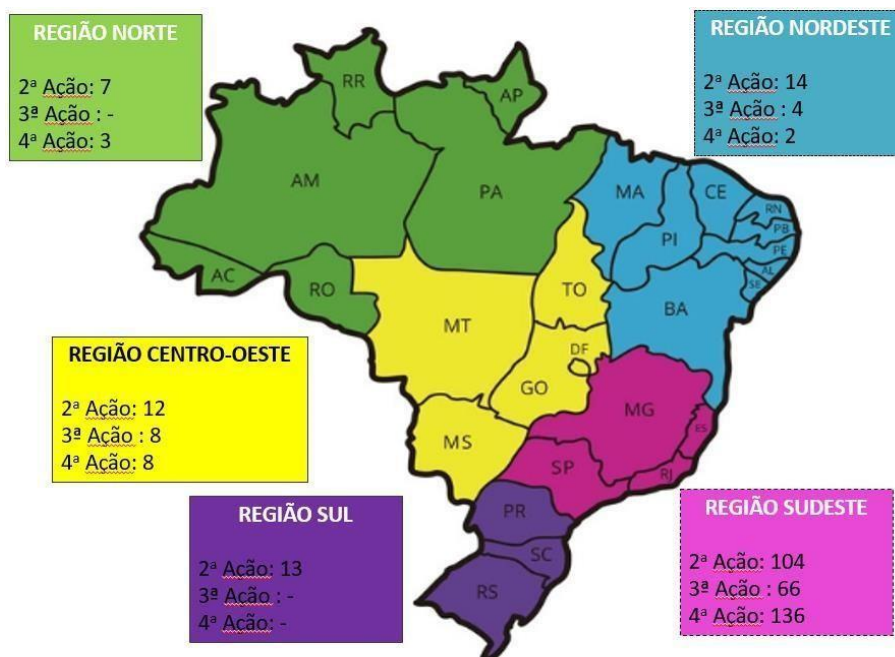 REGIÃO NORTE
2ª Ação: 7
3ª Ação : -
4ª Ação: 3
REGIÃO NORDESTE
2ª Ação: 14
3ª Ação : 4
4ª Ação: 2
RR
AP
AM
PA
MA
CE
RN
PB
PE
AL
SE
PI
AC
RO
TO
BA
MT
DF
GO
MG
ES
MS
SP
RJ
PR
SC
RS
REGIÃO CENTRO-OESTE
2ª Ação: 12
3ª Ação : 8
4ª Ação: 8
REGIÃO SUL
2ª Ação: 13
3ª Ação : -
4ª Ação: -
REGIÃO SUDESTE
2ª Ação: 104
3ª Ação : 66
4ª Ação: 136